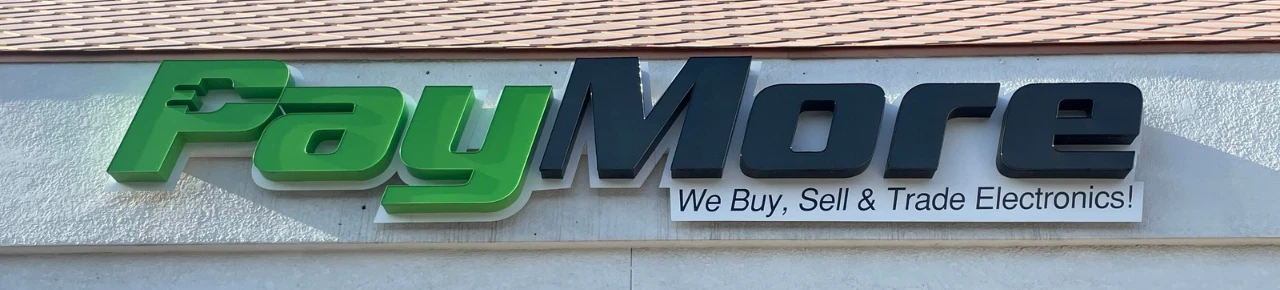 PayMore
We Buy, Sell & Trade Electronics!